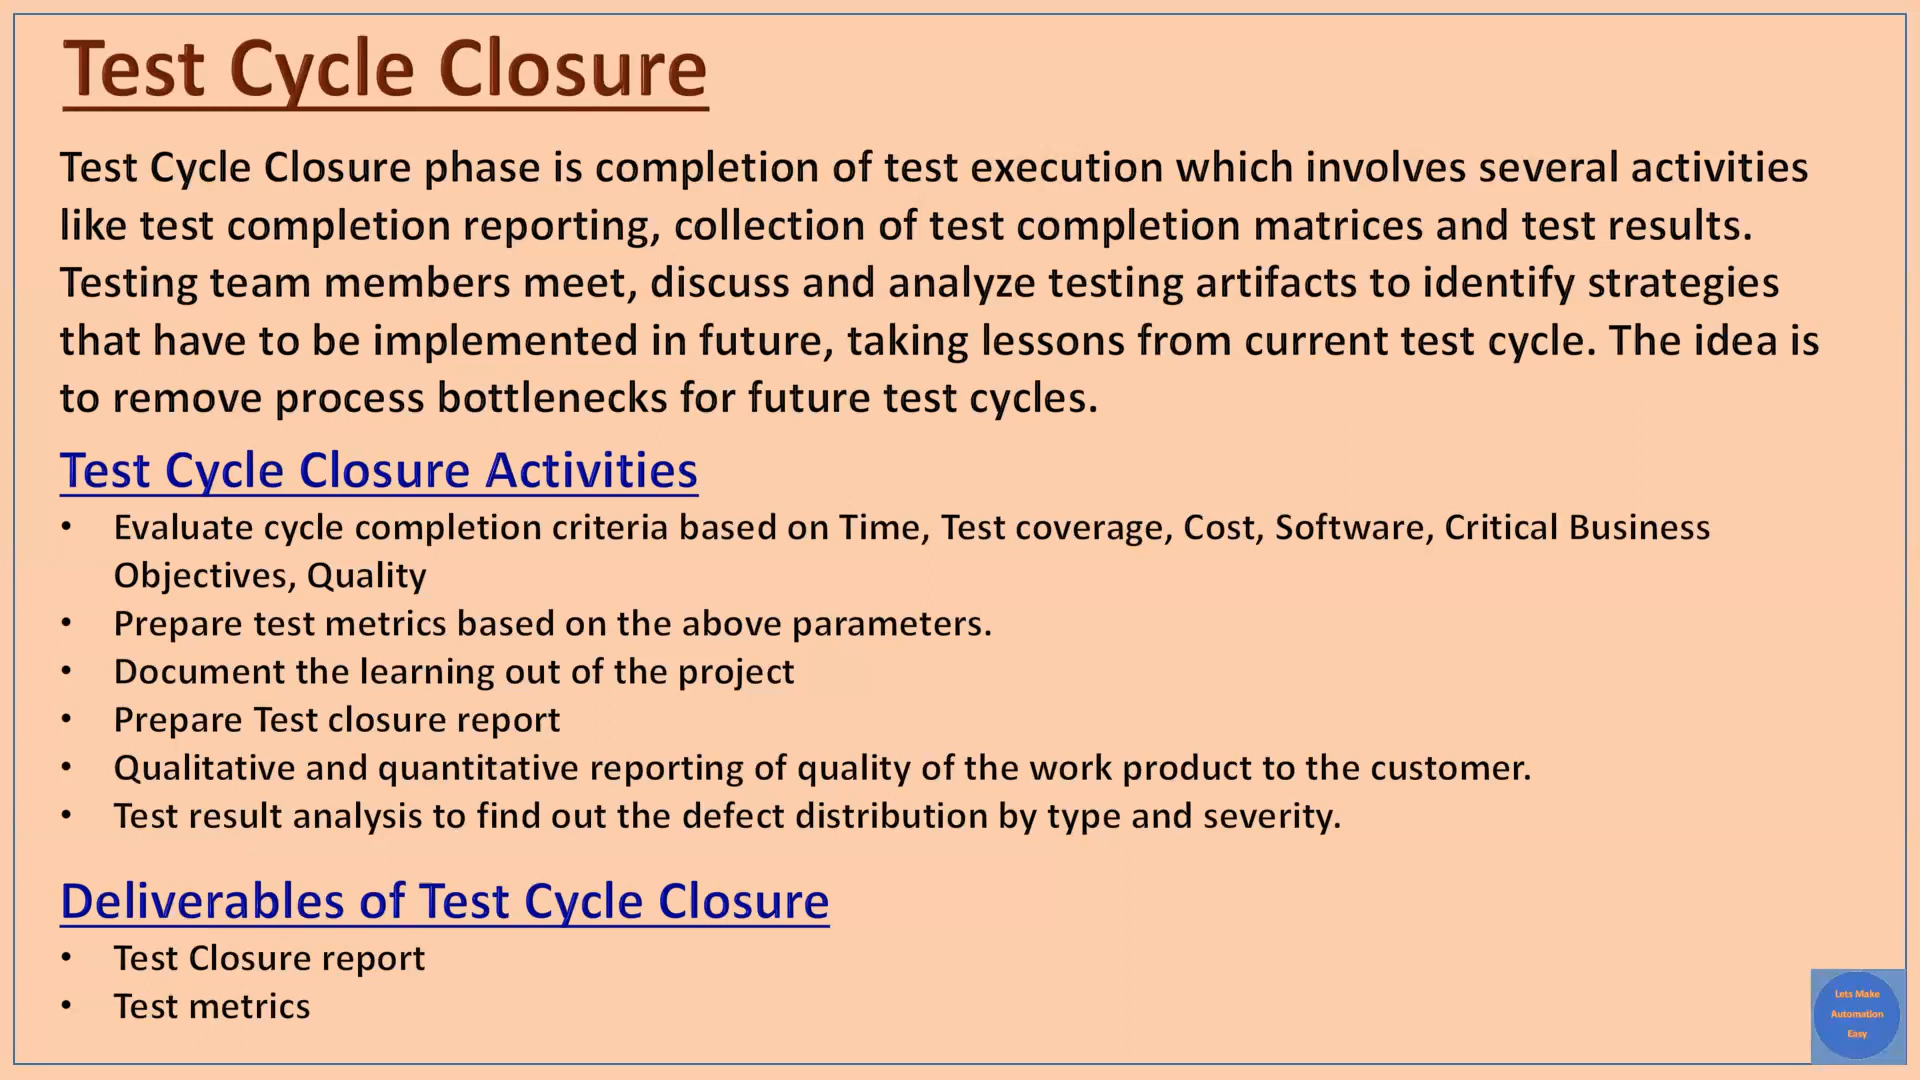 Test Cycle Closure
Test Cycle Closure phase is completion of test execution which involves several activities
like test completion reporting, collection of test completion matrices and test results.
Testing team members meet, discuss and analyze testing artifacts to identify strategies
that have to be implemented in future, taking lessons from current test cycle. The idea is
to remove process bottlenecks for future test cycles.
Test Cycle Closure Activities
• Evaluate cycle completion criteria based on Time, Test coverage, Cost, Software, Critical Business
Objectives, Quality
• Prepare test metrics based on the above parameters.
• Document the learning out of the project
• Prepare Test closure report
• Qualitative and quantitative reporting of quality of the work product to the customer.
• Test result analysis to find out the defect distribution by type and severity.
Deliverables of Test Cycle Closure
• Test Closure report
• Test metrics
Lets Make
Automation
Easy